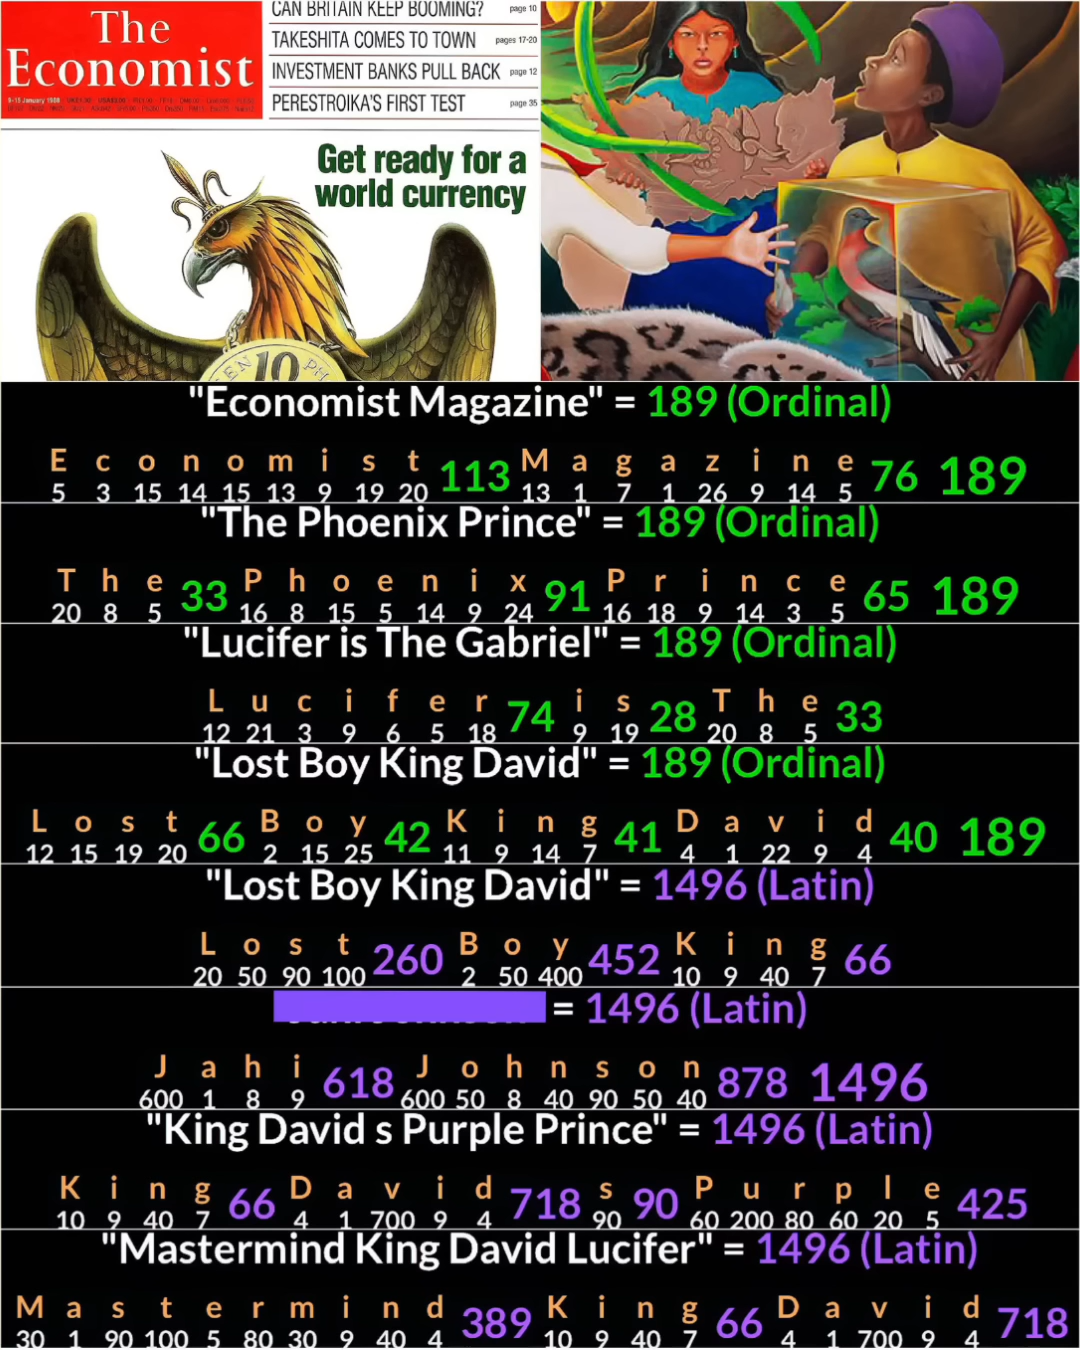 The
Economist
9-15 January 1988
CAN BRITAIN KEEP BOOMING? page 10
TAKESHITA COMES TO TOWN pages 17-20
INVESTMENT BANKS PULL BACK page 12
PERESTROIKA'S FIRST TEST page 35
Get ready for a
world currency
TEN 10 PH
"Economist Magazine" = 189 (Ordinal)
E c o n o m i s t 113 M a g a z i n e 76 189
5 3 15 14 15 13 9 19 20 13 1 7 1 26 9 14 5
"The Phoenix Prince" = 189 (Ordinal)
T h e 33 P h o e n i x 91 P r i n c e 65 189
20 8 5 16 8 15 5 14 9 24 16 18 9 14 3 5
"Lucifer is The Gabriel" = 189 (Ordinal)
L u c i f e r 74 i s 28 T h e 33
12 21 3 9 6 5 18 9 19 20 8 5
"Lost Boy King David" = 189 (Ordinal)
L o s t 66 B o y 42 K i n g 41 D a v i d 40 189
12 15 19 20 2 15 25 11 9 14 7 4 1 22 9 4
"Lost Boy King David" = 1496 (Latin)
L o s t 260 B o y 452 K i n g 66
20 50 90 100 2 50 400 10 9 40 7
= 1496 (Latin)
J a h i 618 J o h n s o n 878 1496
600 1 8 9 600 50 8 40 90 50 40
"King David s Purple Prince" = 1496 (Latin)
K i n g 66 D a v i d 718 s 90 P u r p l e 425
10 9 40 7 4 1 700 9 4 90 60 200 80 60 20 5
"Mastermind King David Lucifer" = 1496 (Latin)
M a s t e r m i n d 389 K i n g 66 D a v i d 718
30 1 90 100 5 80 30 9 40 4 10 9 40 7 4 1 700 9 4